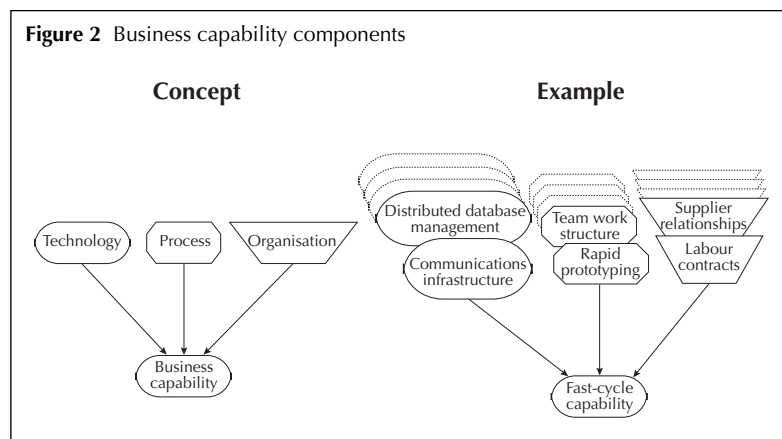 Figure 2 Business capability components
Concept
Technology
Process
Organisation
Business
capability
Example
Distributed database
management
Communications
infrastructure
Team work
structure
Rapid
prototyping
Supplier
relationships
Labour
contracts
Fast-cycle
capability